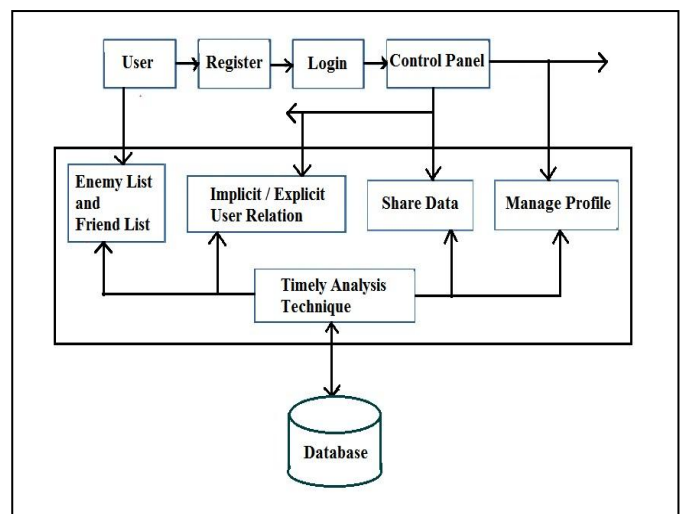 User
Register
Login
Control Panel
Enemy List
and
Friend List
Implicit / Explicit
User Relation
Share Data
Manage Profile
Timely Analysis
Technique
Database